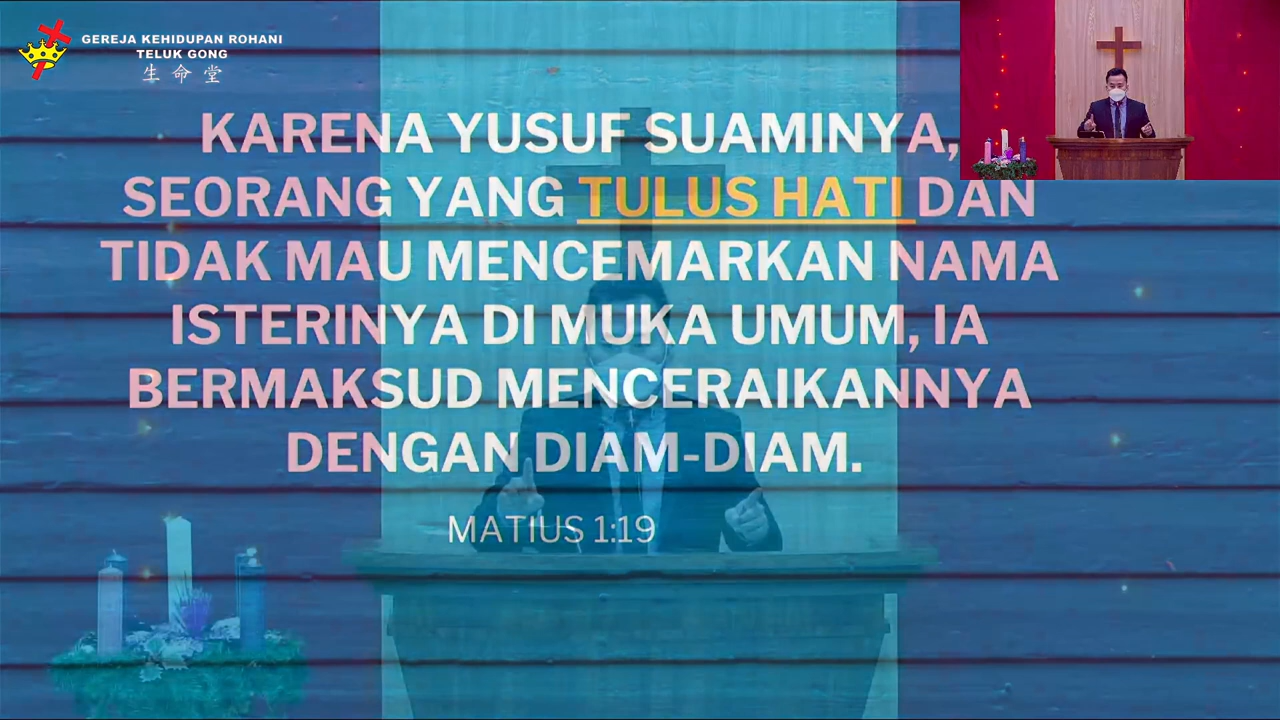 GEREJA KEHIDUPAN ROHANI
TELUK GONG
生命堂
KARENA YUSUF SUAMINYA,
SEORANG YANG TULUS HATI DAN
TIDAK MAU MENCEMARKAN NAMA
ISTERINYA DI MUKA UMUM, IA
BERMAKSUD MENCERAIKANNYA
DENGAN DIAM-DIAM.
MATIUS 1:19